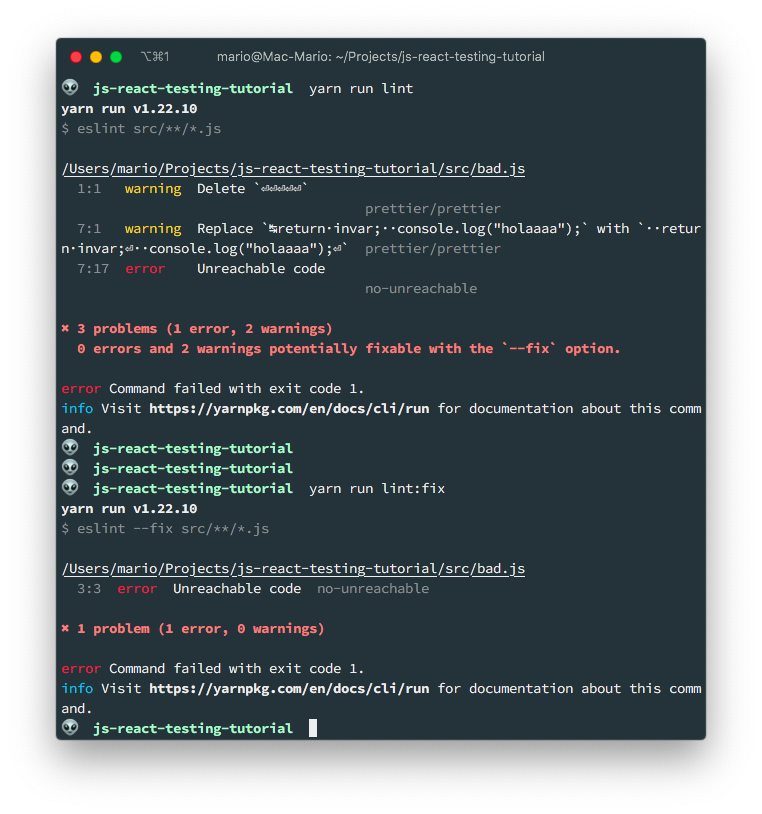 ⌥⌘1 mario@Mac-Mario: ~/Projects/js-react-testing-tutorial
👽 js-react-testing-tutorial yarn run lint
yarn run v1.22.10
$ eslint src/**/*.js
/Users/mario/Projects/js-react-testing-tutorial/src/bad.js
1:1 warning Delete `⏎⏎⏎⏎⏎`
prettier/prettier
7:1 warning Replace `↹return·invar;··console.log("holaaaa");` with `··retur
n·invar;⏎··console.log("holaaaa");⏎` prettier/prettier
7:17 error Unreachable code
no-unreachable
✖ 3 problems (1 error, 2 warnings)
0 errors and 2 warnings potentially fixable with the `--fix` option.
error Command failed with exit code 1.
info Visit https://yarnpkg.com/en/docs/cli/run for documentation about this comm
and.
👽 js-react-testing-tutorial
👽 js-react-testing-tutorial
👽 js-react-testing-tutorial yarn run lint:fix
yarn run v1.22.10
$ eslint --fix src/**/*.js
/Users/mario/Projects/js-react-testing-tutorial/src/bad.js
3:3 error Unreachable code no-unreachable
✖ 1 problem (1 error, 0 warnings)
error Command failed with exit code 1.
info Visit https://yarnpkg.com/en/docs/cli/run for documentation about this comm
and.
👽 js-react-testing-tutorial